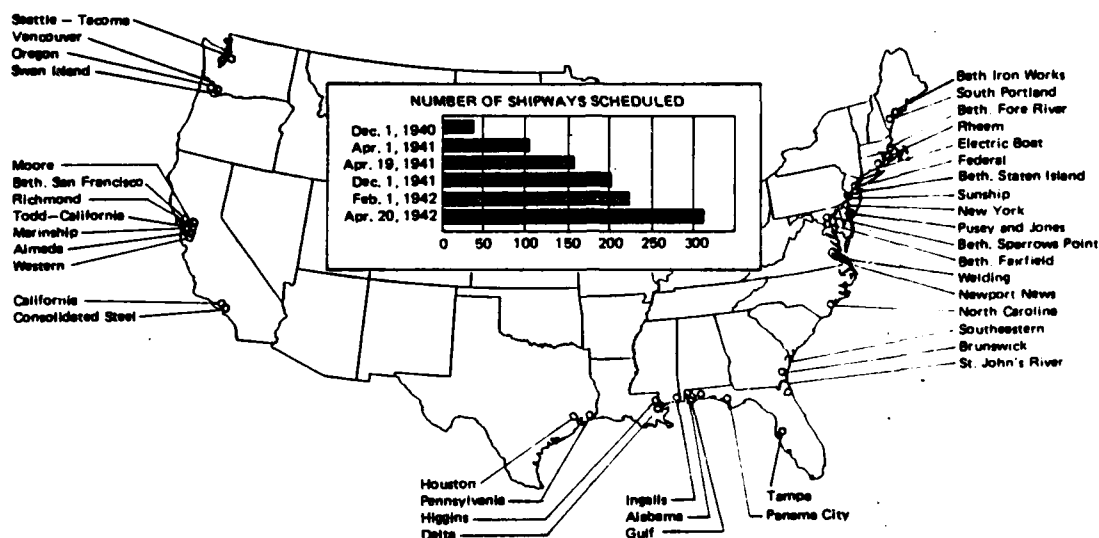 Seattle – Tacoma
Vancouver
Oregon
Swan Island
Moore
Beth. San Francisco
Richmond
Todd–California
Marinship
Alameda
Western
California
Consolidated Steel
NUMBER OF SHIPWAYS SCHEDULED
Dec. 1, 1940
Apr. 1, 1941
Apr. 19, 1941
Dec. 1, 1941
Feb. 1, 1942
Apr. 20, 1942
0 50 100 150 200 250 300
Beth Iron Works
South Portland
Beth. Fore River
Rheem
Electric Boat
Federal
Beth. Staten Island
Sunship
New York
Pusey and Jones
Beth. Sparrows Point
Beth. Fairfield
Welding
Newport News
North Carolina
Southeastern
Brunswick
St. John's River
Houston
Pennsylvania
Higgins
Delta
Ingalls
Alabama
Gulf
Tampa
Panama City